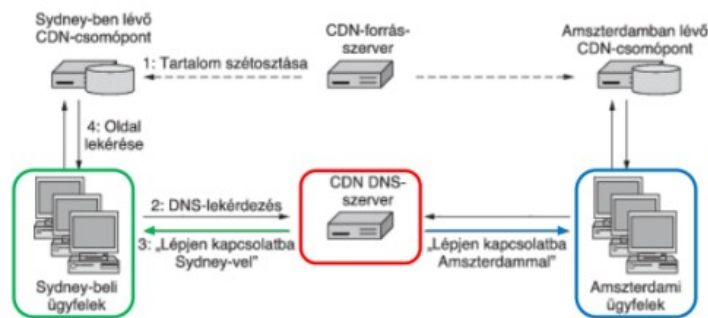 Sydney-ben lévő
CDN-csomópont
CDN-forrás-
szerver
Amszterdamban lévő
CDN-csomópont
1: Tartalom szétosztása
4: Oldal
lekérése
CDN DNS-
szerver
2: DNS-lekérdezés
3: „Lépjen kapcsolatba
Sydney-vel”
„Lépjen kapcsolatba
Amszterdammal”
Sydney-beli
ügyfelek
Amszterdami
ügyfelek